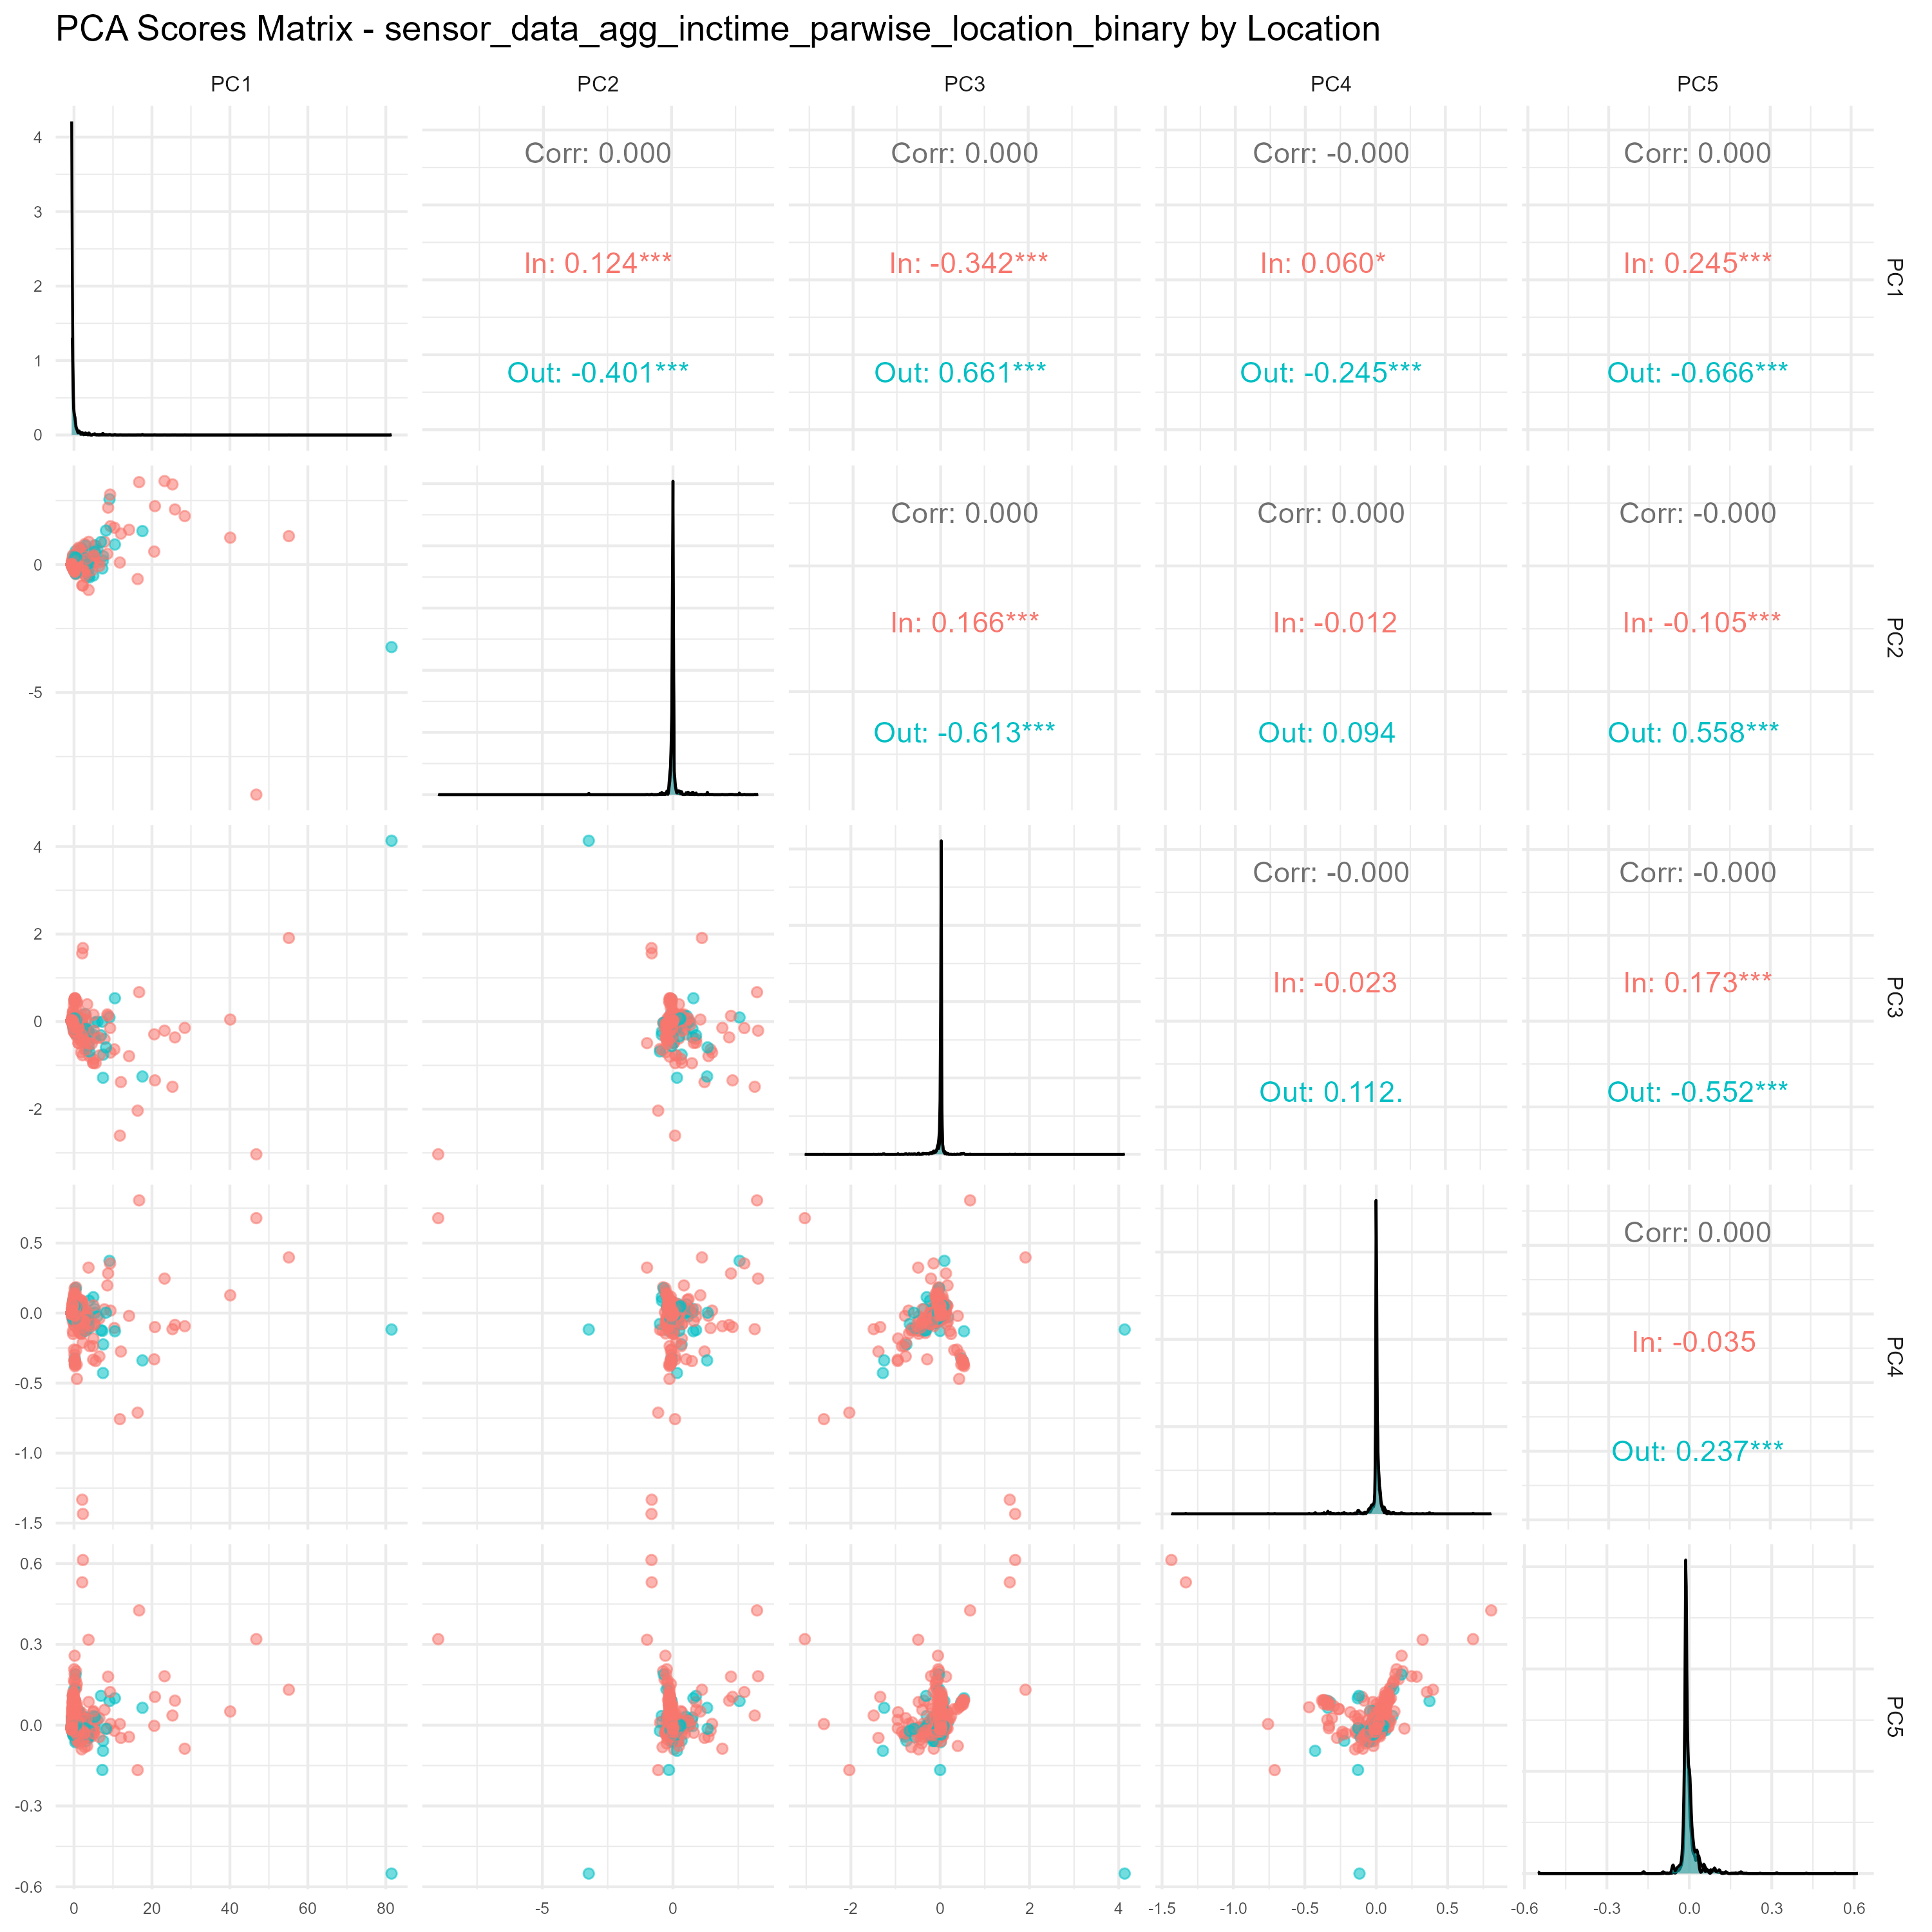 PCA Scores Matrix - sensor_data_agg_inctime_parwise_location_binary by Location
PC1 PC2 PC3 PC4 PC5
4
3
2
1
0
Corr: 0.000 Corr: 0.000 Corr: -0.000 Corr: 0.000
In: 0.124*** In: -0.342*** In: 0.060* In: 0.245***
Out: -0.401*** Out: 0.661*** Out: -0.245*** Out: -0.666***
PC1
0
-5
Corr: 0.000 Corr: 0.000 Corr: -0.000
In: 0.166*** In: -0.012 In: -0.105***
Out: -0.613*** Out: 0.094 Out: 0.558***
PC2
4
2
0
-2
Corr: -0.000 Corr: -0.000
In: -0.023 In: 0.173***
Out: 0.112. Out: -0.552***
PC3
0.5
0.0
-0.5
-1.0
-1.5
Corr: 0.000
In: -0.035
Out: 0.237***
PC4
0.6
0.3
0.0
-0.3
-0.6
PC5
0 20 40 60 80 -5 0 -2 0 2 4 -1.5 -1.0 -0.5 0.0 0.5 -0.6 -0.3 0.0 0.3 0.6